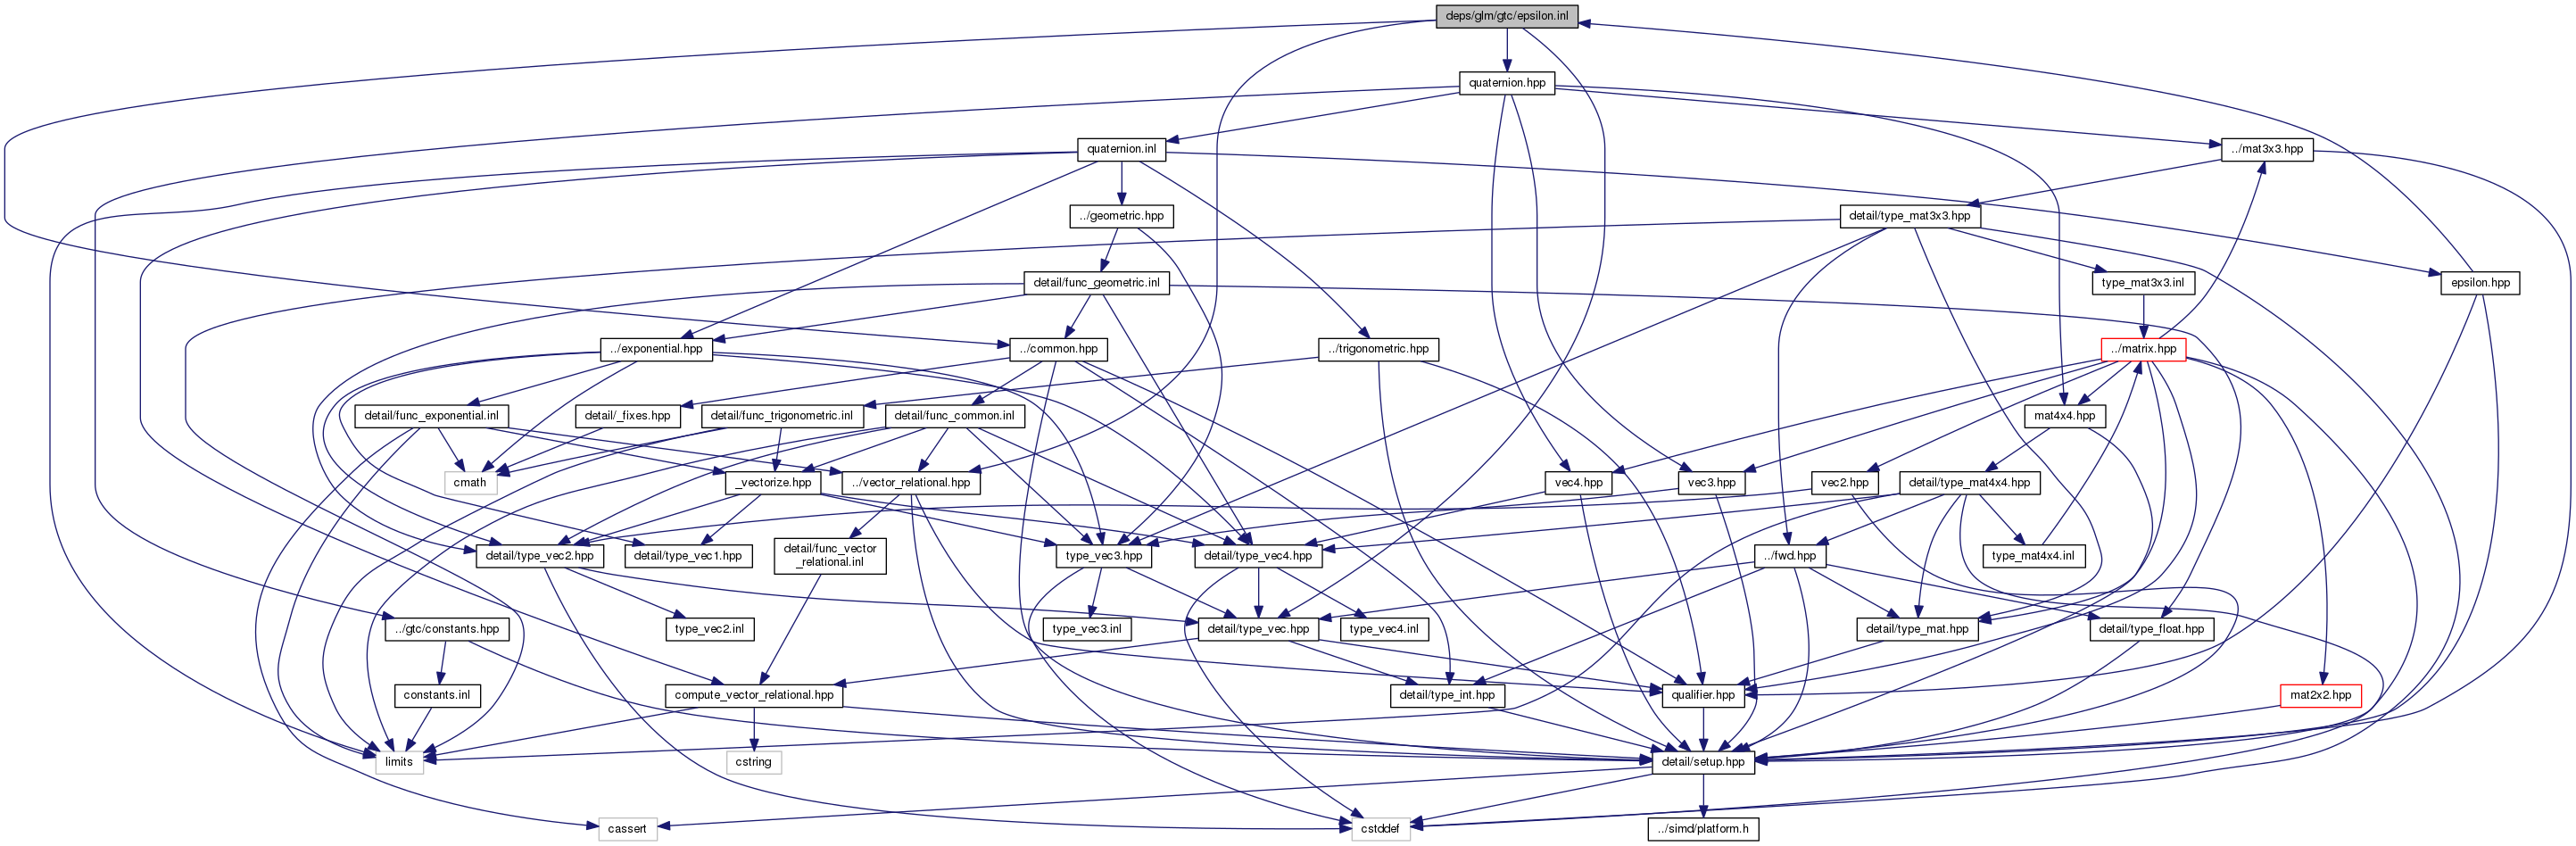 deps/glm/gtc/epsilon.inl
quaternion.hpp
quaternion.inl
../mat3x3.hpp
../geometric.hpp
detail/type_mat3x3.hpp
detail/func_geometric.inl
type_mat3x3.inl
epsilon.hpp
../exponential.hpp
../common.hpp
../trigonometric.hpp
../matrix.hpp
detail/func_exponential.inl
detail/_fixes.hpp
detail/func_trigonometric.inl
detail/func_common.inl
mat4x4.hpp
cmath
_vectorize.hpp
../vector_relational.hpp
vec4.hpp
vec3.hpp
vec2.hpp
detail/type_mat4x4.hpp
detail/type_vec2.hpp
detail/type_vec1.hpp
detail/func_vector
_relational.inl
type_vec3.hpp
detail/type_vec4.hpp
../fwd.hpp
type_mat4x4.inl
../gtc/constants.hpp
type_vec2.inl
type_vec3.inl
detail/type_vec.hpp
type_vec4.inl
detail/type_mat.hpp
detail/type_float.hpp
constants.inl
compute_vector_relational.hpp
detail/type_int.hpp
qualifier.hpp
mat2x2.hpp
limits
cstring
detail/setup.hpp
cassert
cstddef
../simd/platform.h